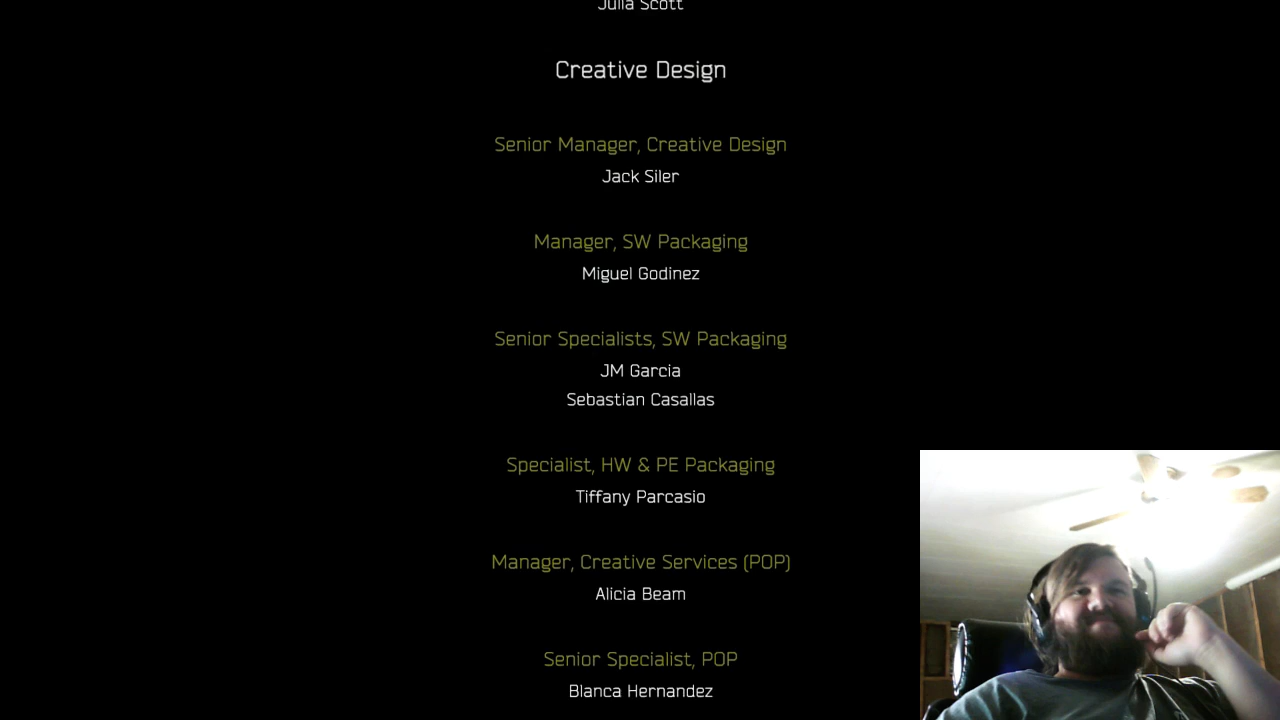 Julia Scott
Creative Design
Senior Manager, Creative Design
Jack Siler
Manager, SW Packaging
Miguel Godinez
Senior Specialists, SW Packaging
JM Garcia
Sebastian Casallas
Specialist, HW & PE Packaging
Tiffany Parcasio
Manager, Creative Services (POP)
Alicia Beam
Senior Specialist, POP
Blanca Hernandez